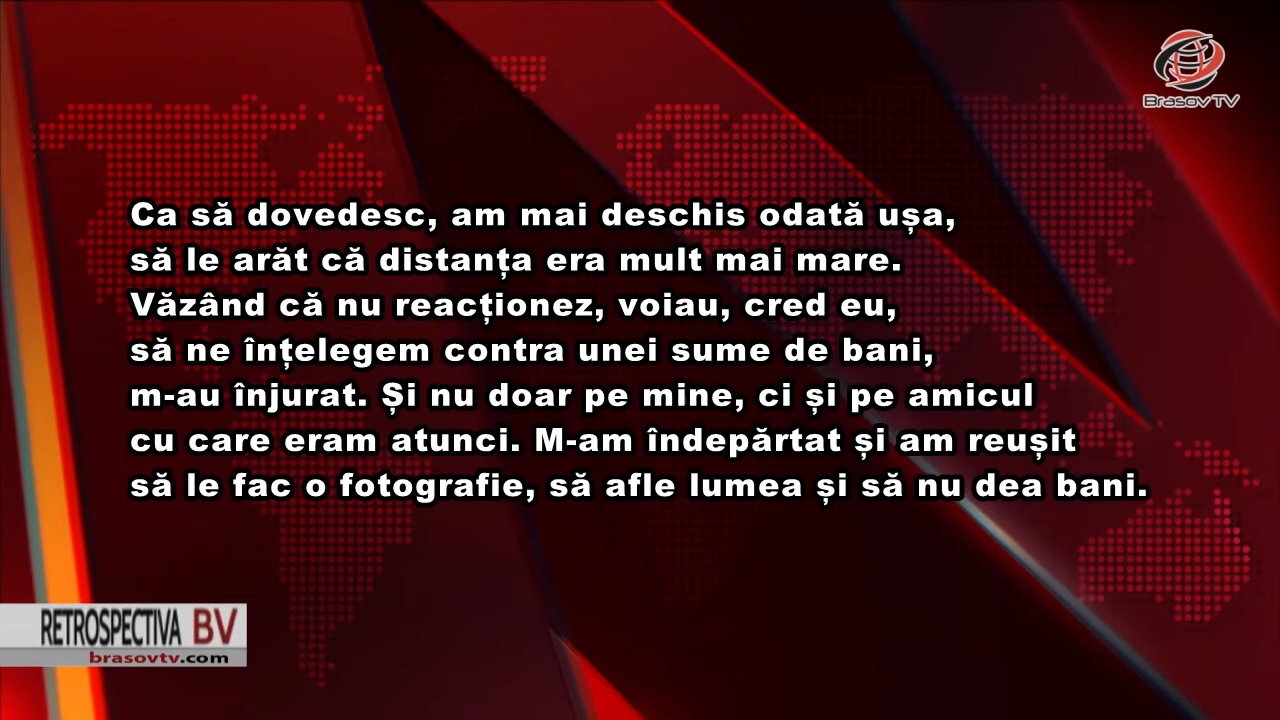 Brasov TV
Ca să dovedesc, am mai deschis odată ușa,
să le arăt că distanța era mult mai mare.
Văzând că nu reacționez, voiau, cred eu,
să ne înțelegem contra unei sume de bani,
m-au înjurat. Și nu doar pe mine, ci și pe amicul
cu care eram atunci. M-am îndepărtat și am reușit
să le fac o fotografie, să afle lumea și să nu dea bani.
RETROSPECTIVA BV
brasovtv.com